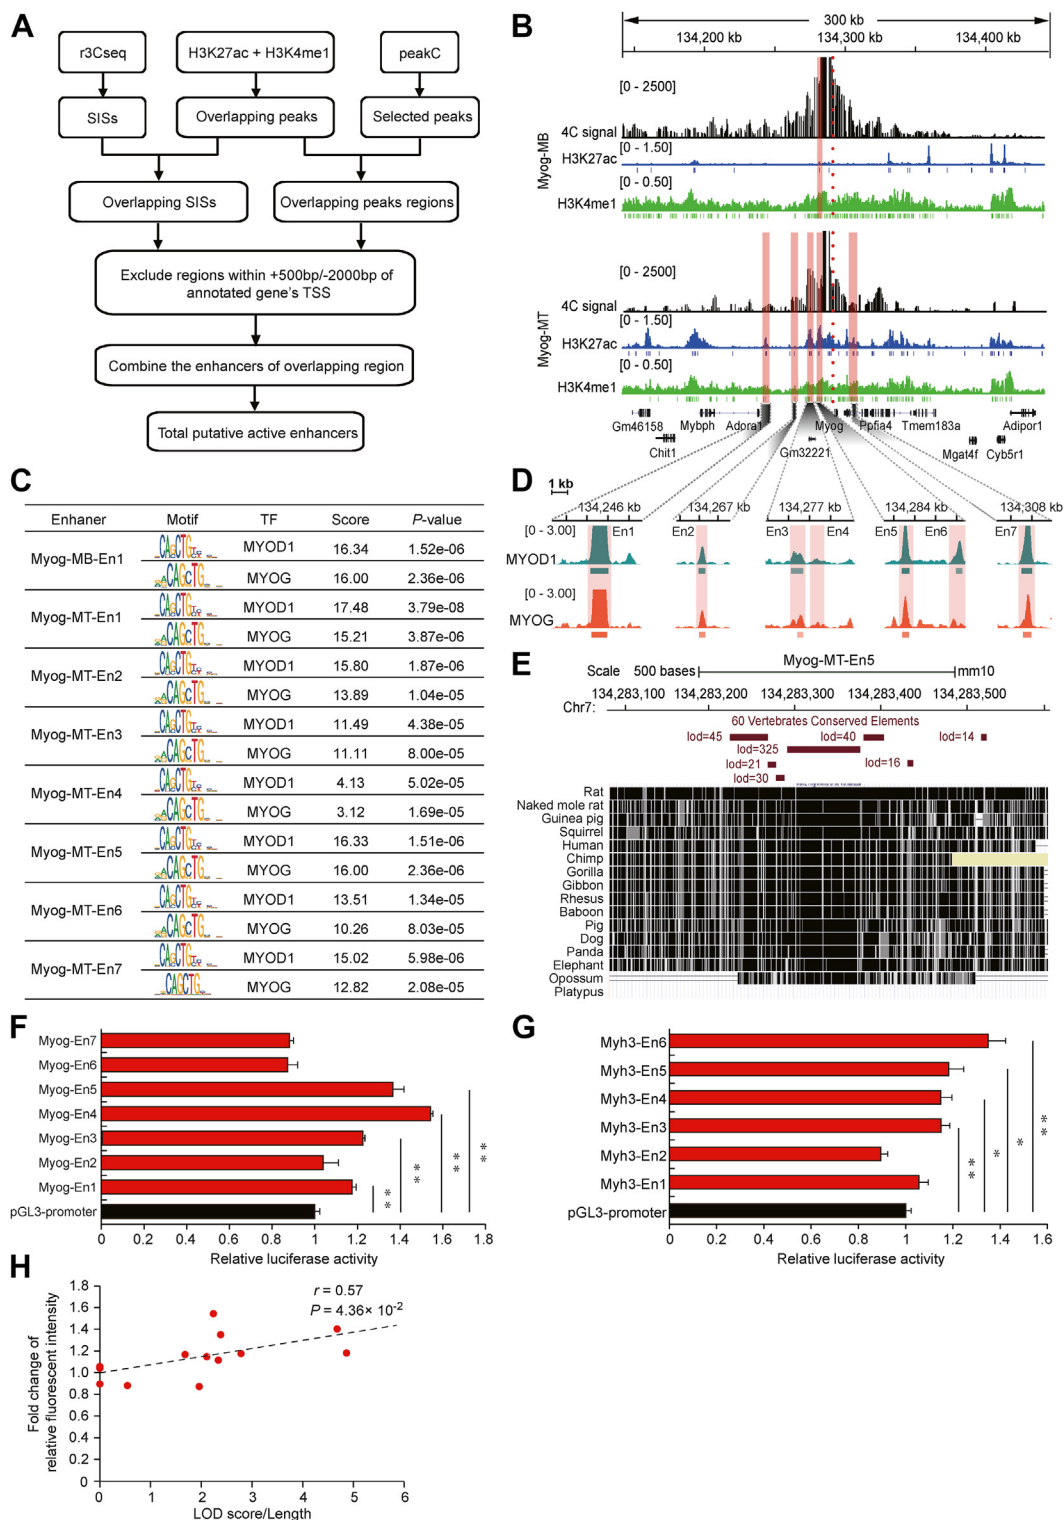 A
r3Cseq
H3K27ac + H3K4me1
peakC
SISs
Overlapping peaks
Selected peaks
Overlapping SISs
Overlapping peaks regions
Exclude regions within +500bp/-2000bp of
annotated gene's TSS
Combine the enhancers of overlapping region
Total putative active enhancers
B
300 kb
134,200 kb 134,300 kb 134,400 kb
Myog-MB
[0 - 2500]
4C signal
[0 - 1.50]
H3K27ac
[0 - 0.50]
H3K4me1
Myog-MT
[0 - 2500]
4C signal
[0 - 1.50]
H3K27ac
[0 - 0.50]
H3K4me1
Gm46158 Mybph Adora1 Myog Ppfia4 Tmem183a Adipor1
Chit1 Gm32221 Mgat4f Cyb5r1
C
Enhaner Motif TF Score P-value
Myog-MB-En1 MYOD1 16.34 1.52e-06
MYOG 16.00 2.36e-06
Myog-MT-En1 MYOD1 17.48 3.79e-08
MYOG 15.21 3.87e-06
Myog-MT-En2 MYOD1 15.80 1.87e-06
MYOG 13.89 1.04e-05
Myog-MT-En3 MYOD1 11.49 4.38e-05
MYOG 11.11 8.00e-05
Myog-MT-En4 MYOD1 4.13 5.02e-05
MYOG 3.12 1.69e-05
Myog-MT-En5 MYOD1 16.33 1.51e-06
MYOG 16.00 2.36e-06
Myog-MT-En6 MYOD1 13.51 1.34e-05
MYOG 10.26 8.03e-05
Myog-MT-En7 MYOD1 15.02 5.98e-06
MYOG 12.82 2.08e-05
D
1 kb
134,246 kb 134,267 kb 134,277 kb 134,284 kb 134,308 kb
[0 - 3.00] En1 En2 En3 En4 En5 En6 En7
MYOD1
[0 - 3.00]
MYOG
E
Myog-MT-En5
Scale 500 bases mm10
Chr7: 134,283,100 134,283,200 134,283,300 134,283,400 134,283,500
60 Vertebrates Conserved Elements
lod=45 lod=40 lod=14
lod=325
lod=21 lod=16
lod=30
Rat
Naked mole rat
Guinea pig
Squirrel
Human
Chimp
Gorilla
Gibbon
Rhesus
Baboon
Pig
Dog
Panda
Elephant
Opossum
Platypus
F
Myog-En7
Myog-En6
Myog-En5
Myog-En4
Myog-En3
Myog-En2
Myog-En1
pGL3-promoter
** ** ** **
0 0.2 0.4 0.6 0.8 1 1.2 1.4 1.6 1.8
Relative luciferase activity
G
Myh3-En6
Myh3-En5
Myh3-En4
Myh3-En3
Myh3-En2
Myh3-En1
pGL3-promoter
** * * **
0 0.2 0.4 0.6 0.8 1 1.2 1.4 1.6
Relative luciferase activity
H
Fold change of
relative fluorescent intensity
r = 0.57
P = 4.36× 10-2
1.8
1.6
1.4
1.2
1.0
0.8
0.6
0.4
0.2
0
0 1 2 3 4 5 6
LOD score/Length